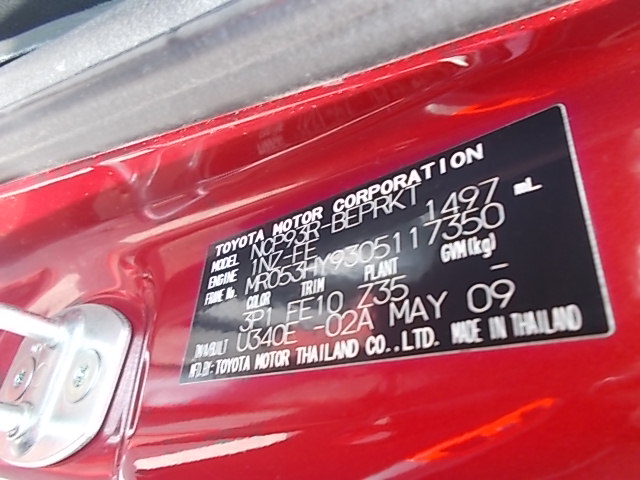 TOYOTA MOTOR CORPORATION
MODEL NCP93R-BEPRKT
ENGINE 1NZ-FE 1497 mL
FRAME No. MR053HY9305117350
COLOR TRIM PLANT GVM(kg)
3P1 FE10 Z35 -
T/M/BUILT U340E -02A MAY 09
MFD.BY:TOYOTA MOTOR THAILAND CO.,LTD. MADE IN THAILAND